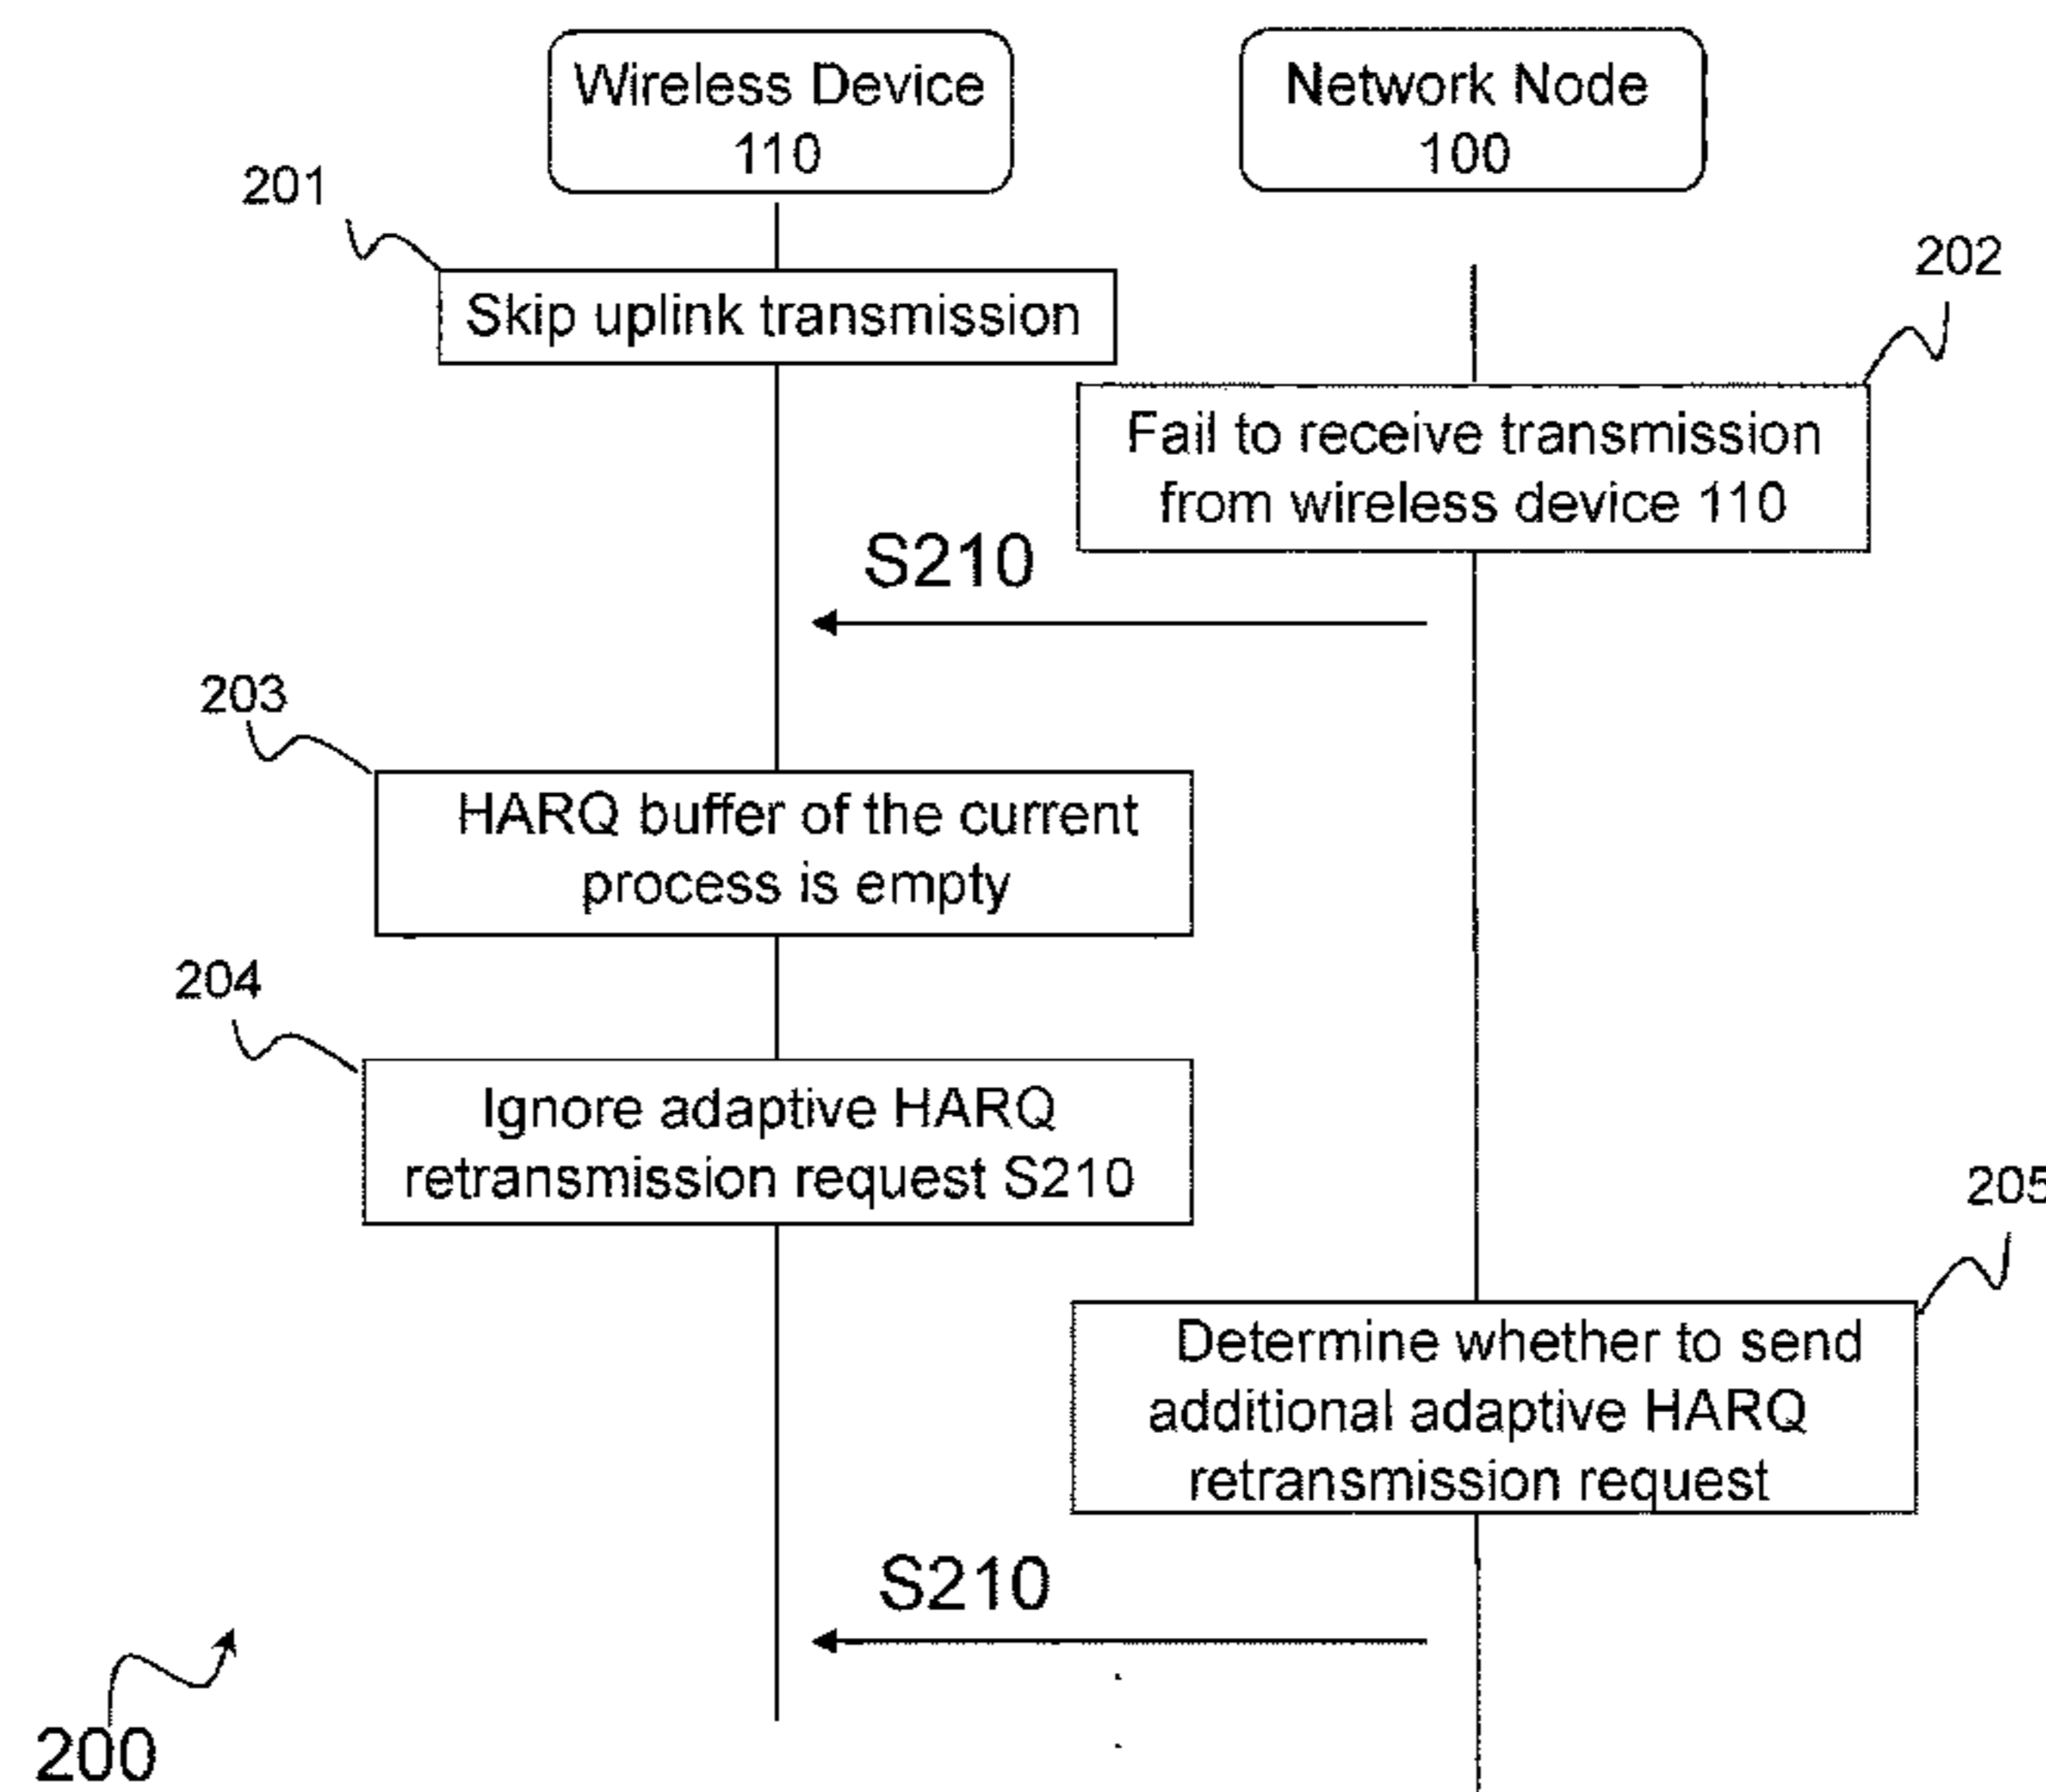 Wireless Device
110
Network Node
100
201
Skip uplink transmission
202
Fail to receive transmission
from wireless device 110
S210
203
HARQ buffer of the current
process is empty
204
Ignore adaptive HARQ
retransmission request S210
205
Determine whether to send
additional adaptive HARQ
retransmission request
S210
200